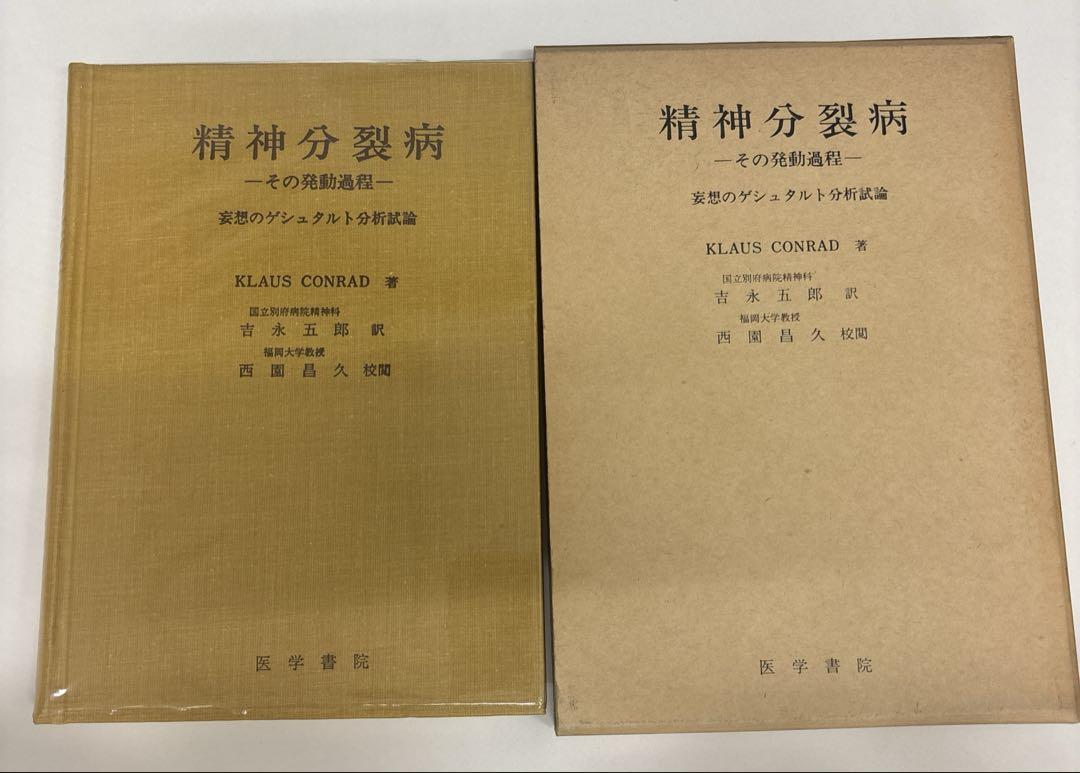 精神分裂病
—その発動過程—
妄想のゲシュタルト分析試論
KLAUS CONRAD 著
国立別府病院精神科
吉永五郎 訳
福岡大学教授
西園昌久 校閲
医学書院
精神分裂病
—その発動過程—
妄想のゲシュタルト分析試論
KLAUS CONRAD 著
国立別府病院精神科
吉永五郎 訳
福岡大学教授
西園昌久 校閲
医学書院